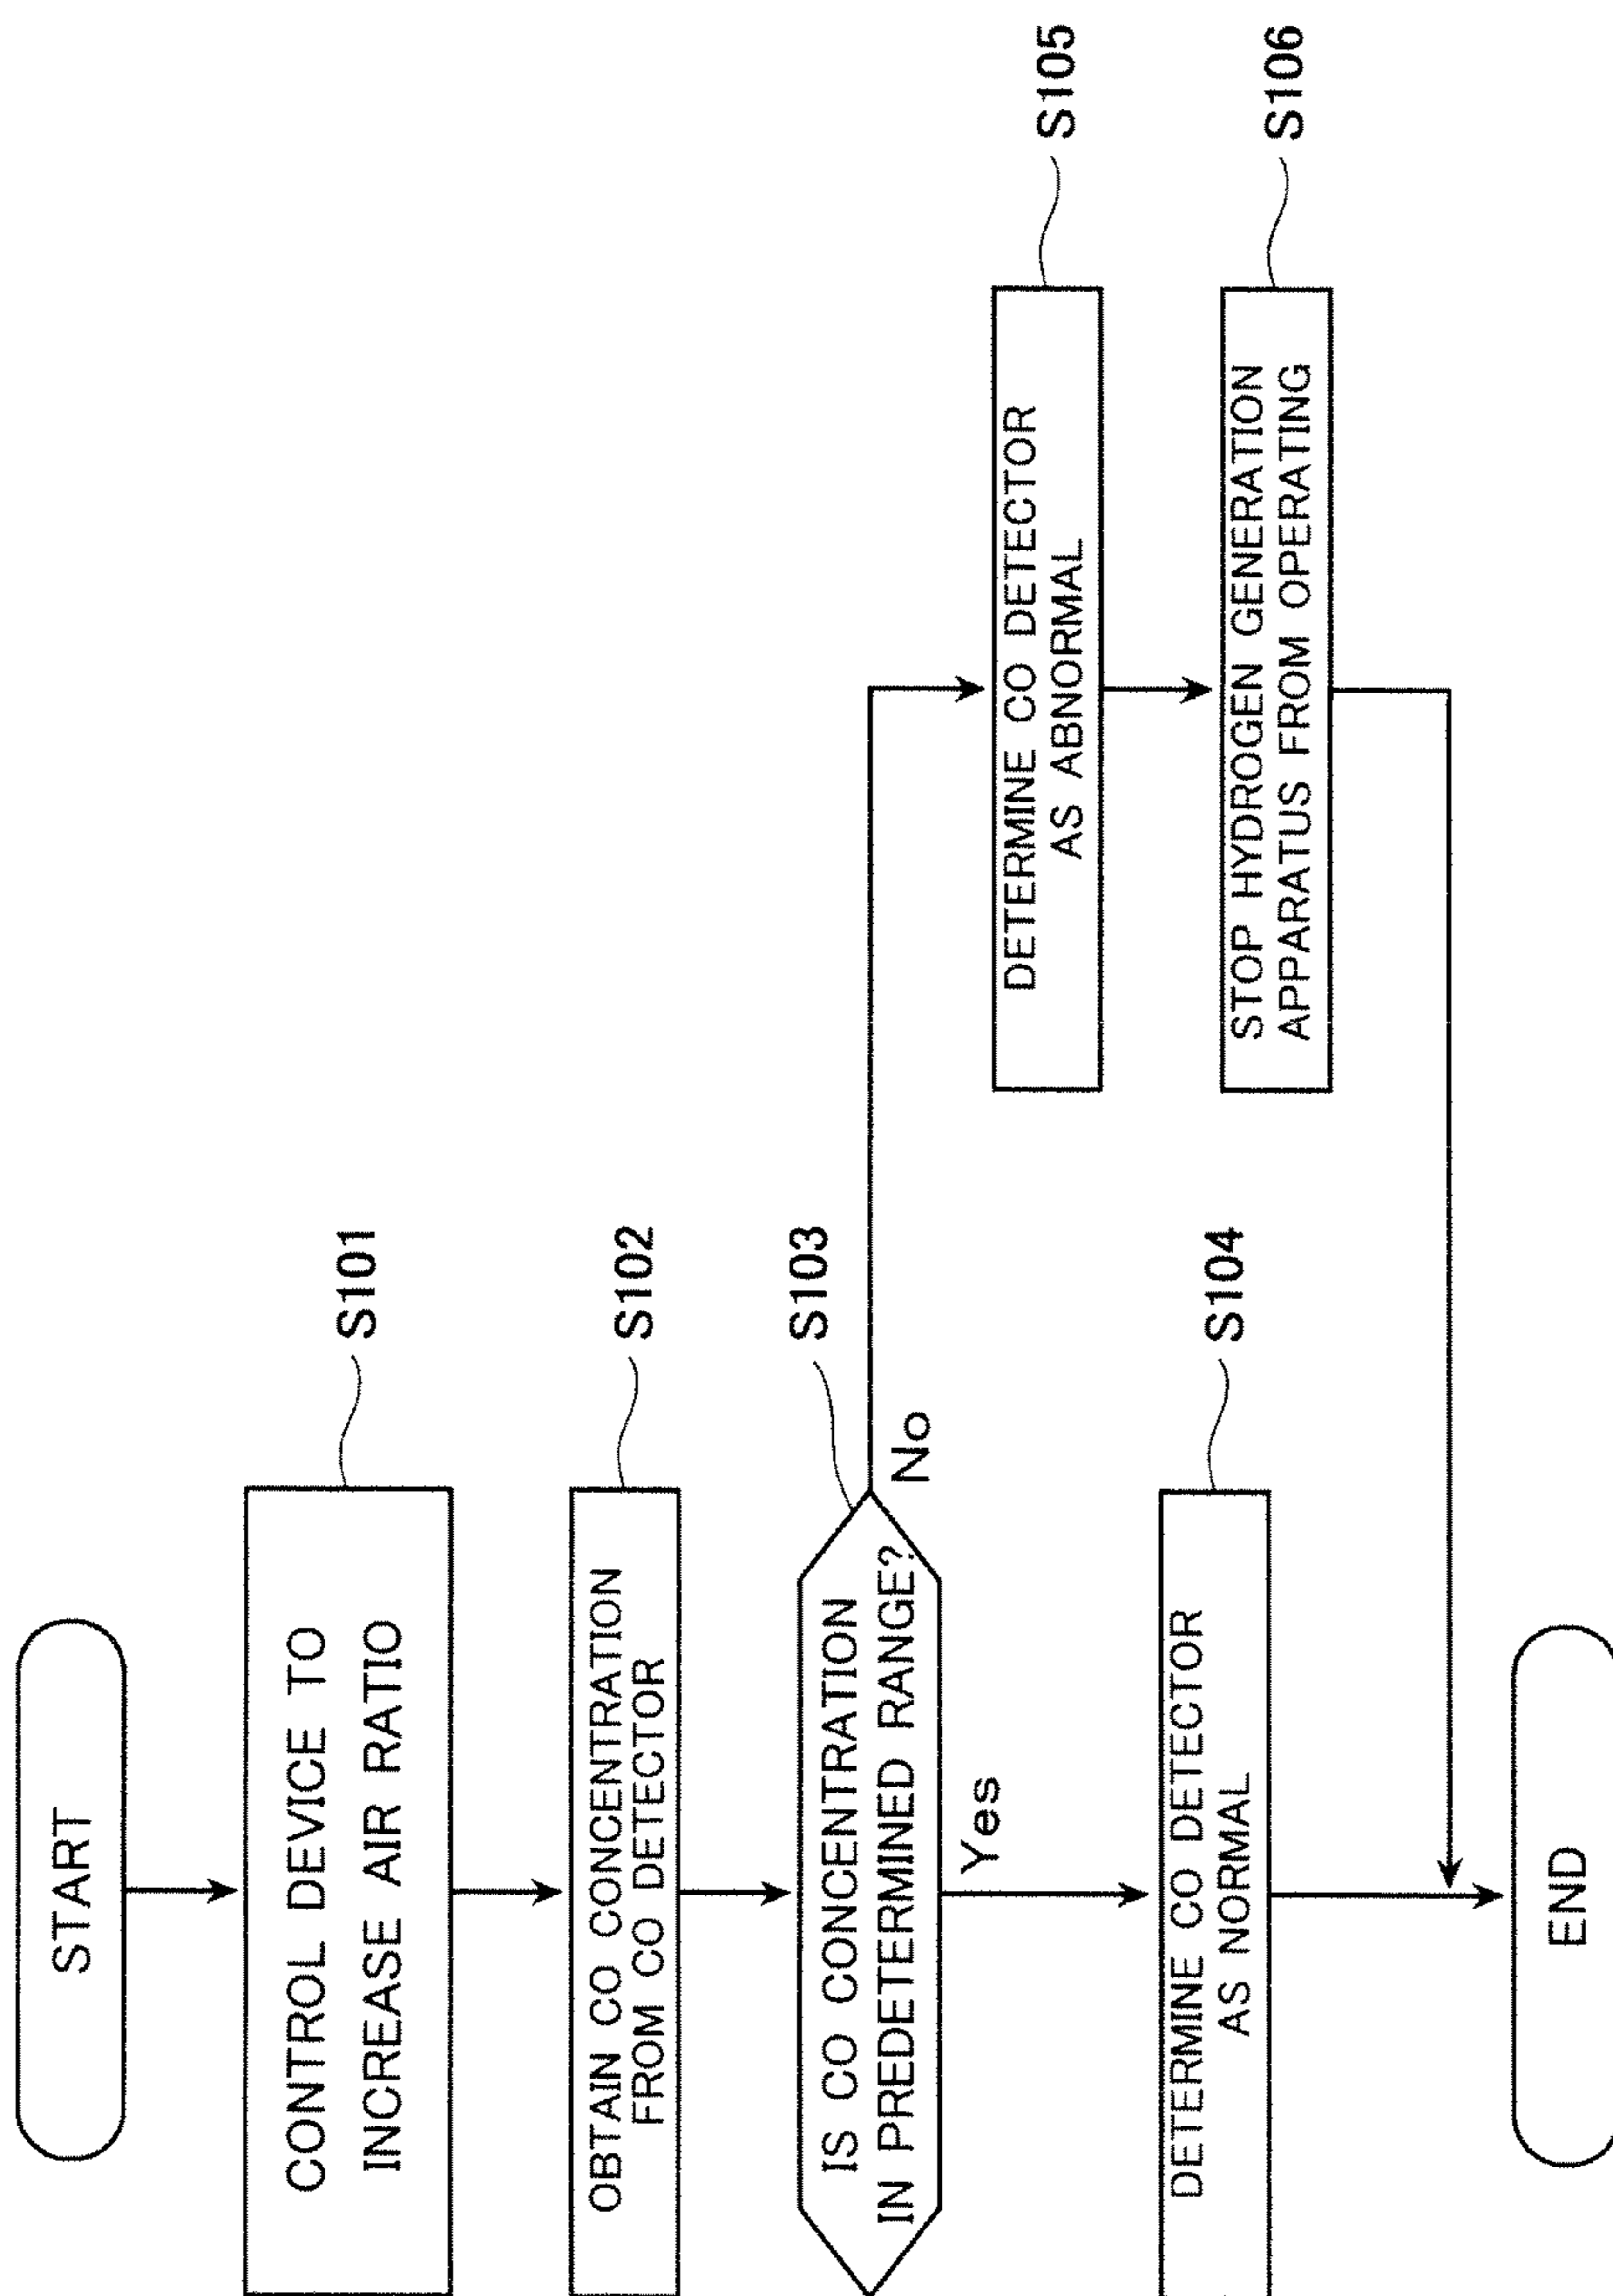 START
CONTROL DEVICE TO
INCREASE AIR RATIO
S101
OBTAIN CO CONCENTRATION
FROM CO DETECTOR
S102
IS CO CONCENTRATION
IN PREDETERMINED RANGE?
S103
No
Yes
DETERMINE CO DETECTOR
AS NORMAL
S104
DETERMINE CO DETECTOR
AS ABNORMAL
S105
STOP HYDROGEN GENERATION
APPARATUS FROM OPERATING
S106
END